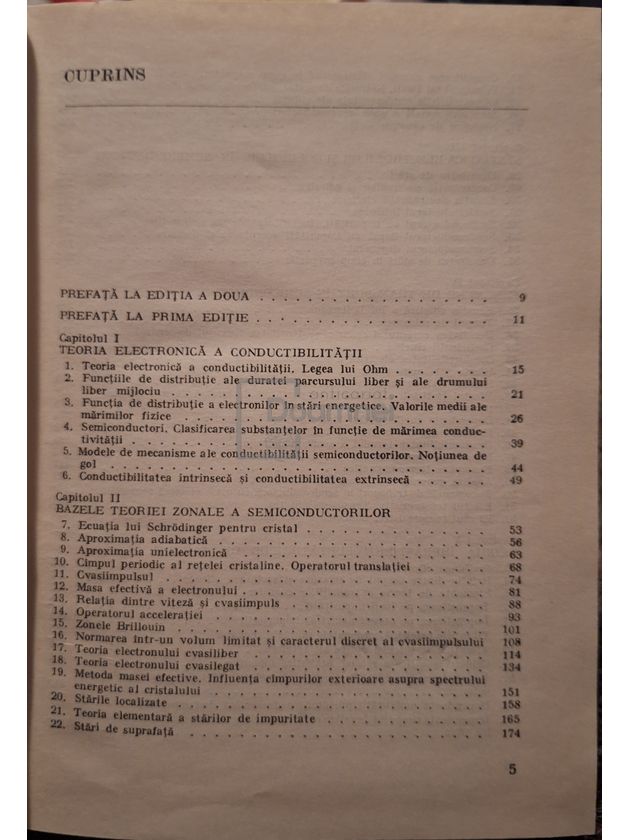 CUPRINS
PREFAȚĂ LA EDIȚIA A DOUA . . . . . . . . . . . . . . . . . . 9
PREFAȚĂ LA PRIMA EDIȚIE . . . . . . . . . . . . . . . . . . 11
Capitolul I
TEORIA ELECTRONICĂ A CONDUCTIBILITĂȚII
1. Teoria electronică a conductibilității. Legea lui Ohm . . . . . . . . 15
2. Funcțiile de distribuție ale duratei parcursului liber și ale drumului
liber mijlociu . . . . . . . . . . . . . . . . . . 21
3. Funcția de distribuție a electronilor în stări energetice. Valorile medii ale
mărimilor fizice . . . . . . . . . . . . . . . . . . 26
4. Semiconductori. Clasificarea substanțelor în funcție de mărimea conduc-
tivității . . . . . . . . . . . . . . . . . . 39
5. Modele de mecanisme ale conductibilității semiconductorilor. Noțiunea de
gol . . . . . . . . . . . . . . . . . . 44
6. Conductibilitatea intrinsecă și conductibilitatea extrinsecă . . . . . . 49
Capitolul II
BAZELE TEORIEI ZONALE A SEMICONDUCTORILOR
7. Ecuația lui Schrödinger pentru cristal . . . . . . . . . . . . 53
8. Aproximația adiabatică . . . . . . . . . . . . . . . . . . 56
9. Aproximația unielectronică . . . . . . . . . . . . . . . . . . 63
10. Cîmpul periodic al rețelei cristaline. Operatorul translației . . . . . . 68
11. Cvasiimpulsul . . . . . . . . . . . . . . . . . . 74
12. Masa efectivă a electronului . . . . . . . . . . . . . . . . . . 81
13. Relația dintre viteză și cvasiimpuls . . . . . . . . . . . . . . 88
14. Operatorul accelerației . . . . . . . . . . . . . . . . . . 93
15. Zonele Brillouin . . . . . . . . . . . . . . . . . . 101
16. Normarea într-un volum limitat și caracterul discret al cvasiimpulsului 108
17. Teoria electronului cvasiliber . . . . . . . . . . . . . . . . 114
18. Teoria electronului cvasilegat . . . . . . . . . . . . . . . . 134
19. Metoda masei efective. Influența cîmpurilor exterioare asupra spectrului
energetic al cristalului . . . . . . . . . . . . . . . . . . 151
20. Stările localizate . . . . . . . . . . . . . . . . . . 158
21. Teoria elementară a stărilor de impuritate . . . . . . . . . . . . 165
22. Stări de suprafață . . . . . . . . . . . . . . . . . . 174
5